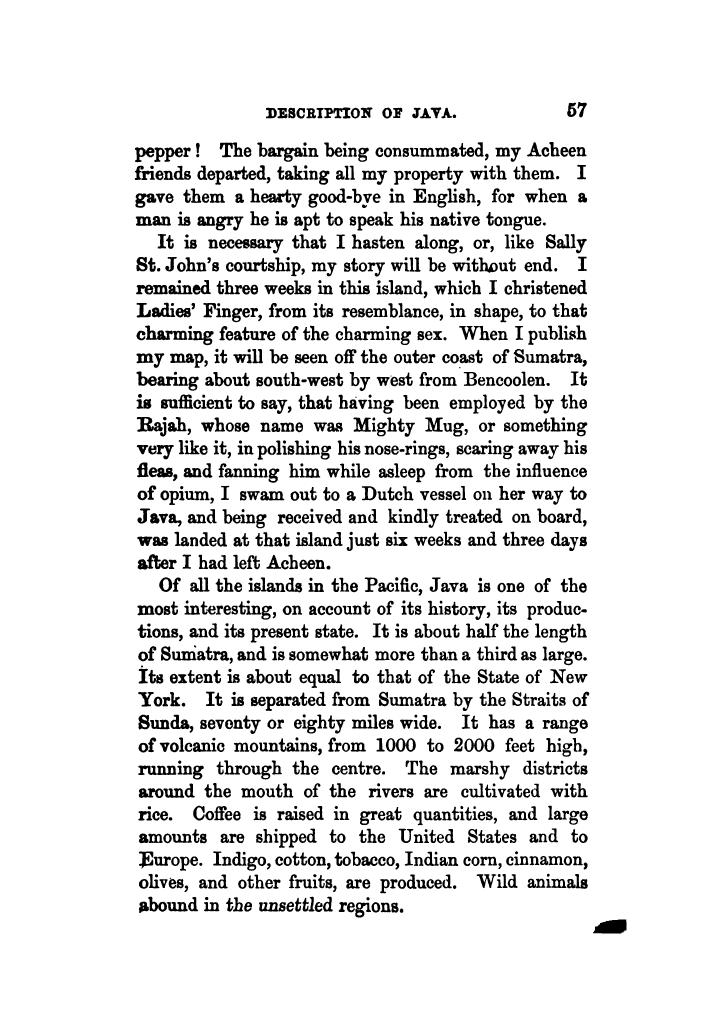 DESCRIPTION OF JAVA. 57
pepper! The bargain being consummated, my Acheen
friends departed, taking all my property with them. I
gave them a hearty good-bye in English, for when a
man is angry he is apt to speak his native tongue.
It is necessary that I hasten along, or, like Sally
St. John's courtship, my story will be without end. I
remained three weeks in this island, which I christened
Ladies' Finger, from its resemblance, in shape, to that
charming feature of the charming sex. When I publish
my map, it will be seen off the outer coast of Sumatra,
bearing about south-west by west from Bencoolen. It
is sufficient to say, that having been employed by the
Rajah, whose name was Mighty Mug, or something
very like it, in polishing his nose-rings, scaring away his
fleas, and fanning him while asleep from the influence
of opium, I swam out to a Dutch vessel on her way to
Java, and being received and kindly treated on board,
was landed at that island just six weeks and three days
after I had left Acheen.
Of all the islands in the Pacific, Java is one of the
most interesting, on account of its history, its produc-
tions, and its present state. It is about half the length
of Sumatra, and is somewhat more than a third as large.
Its extent is about equal to that of the State of New
York. It is separated from Sumatra by the Straits of
Sunda, seventy or eighty miles wide. It has a range
of volcanic mountains, from 1000 to 2000 feet high,
running through the centre. The marshy districts
around the mouth of the rivers are cultivated with
rice. Coffee is raised in great quantities, and large
amounts are shipped to the United States and to
Europe. Indigo, cotton, tobacco, Indian corn, cinnamon,
olives, and other fruits, are produced. Wild animals
abound in the unsettled regions.